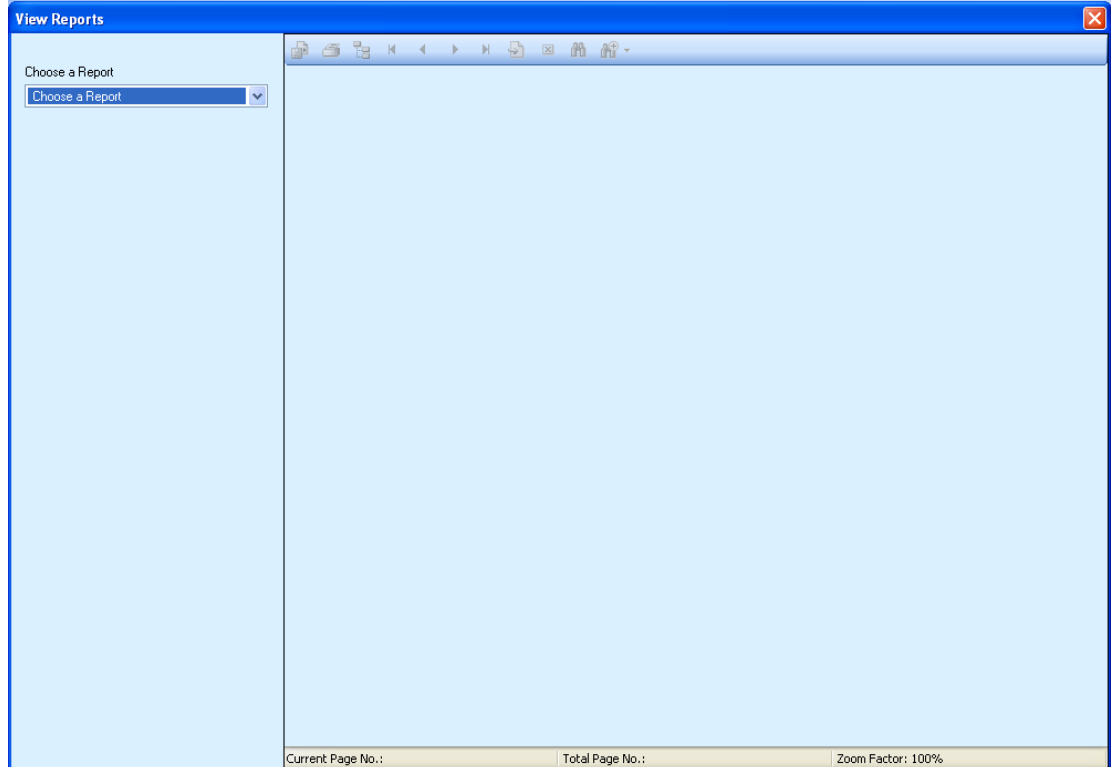 View Reports
Choose a Report
Choose a Report
Current Page No.: Total Page No.: Zoom Factor: 100%